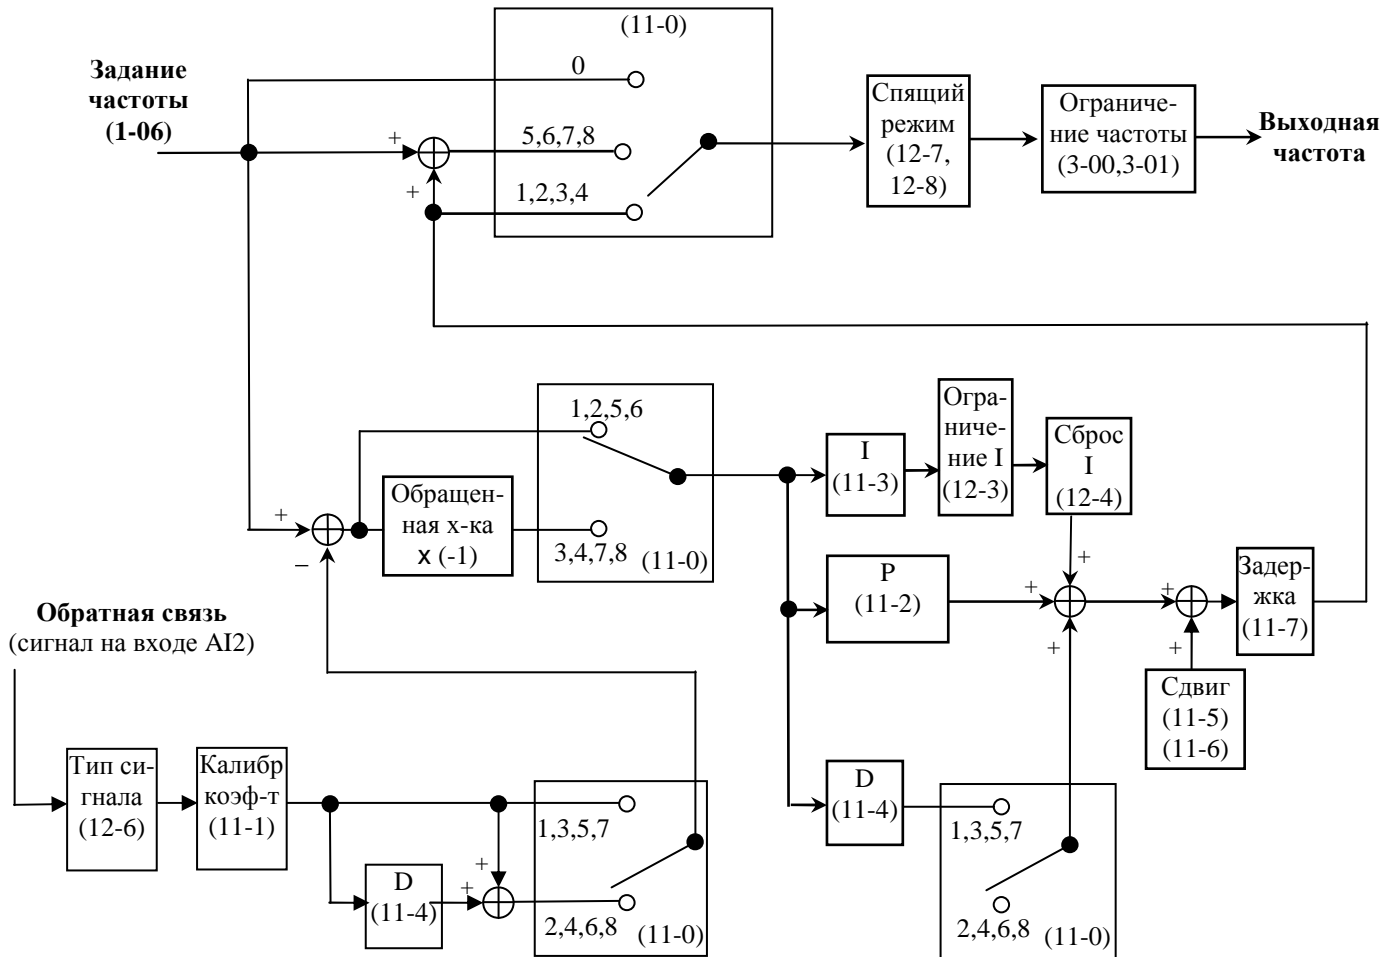 (11-0)
Задание
частоты
(1-06)
0
5,6,7,8
1,2,3,4
+
+
Спящий
режим
(12-7,
12-8)
Ограниче-
ние частоты
(3-00,3-01)
Выходная
частота
1,2,5,6
3,4,7,8
(11-0)
+
–
Обращен-
ная х-ка
x (-1)
I
(11-3)
Огра-
ниче-
ние I
(12-3)
Сброс
I
(12-4)
P
(11-2)
+
+
+
+
+
Задер-
жка
(11-7)
Сдвиг
(11-5)
(11-6)
Обратная связь
(сигнал на входе AI2)
Тип си-
гнала
(12-6)
Калибр
коэф-т
(11-1)
D
(11-4)
+
+
1,3,5,7
2,4,6,8
(11-0)
D
(11-4)
1,3,5,7
2,4,6,8
(11-0)